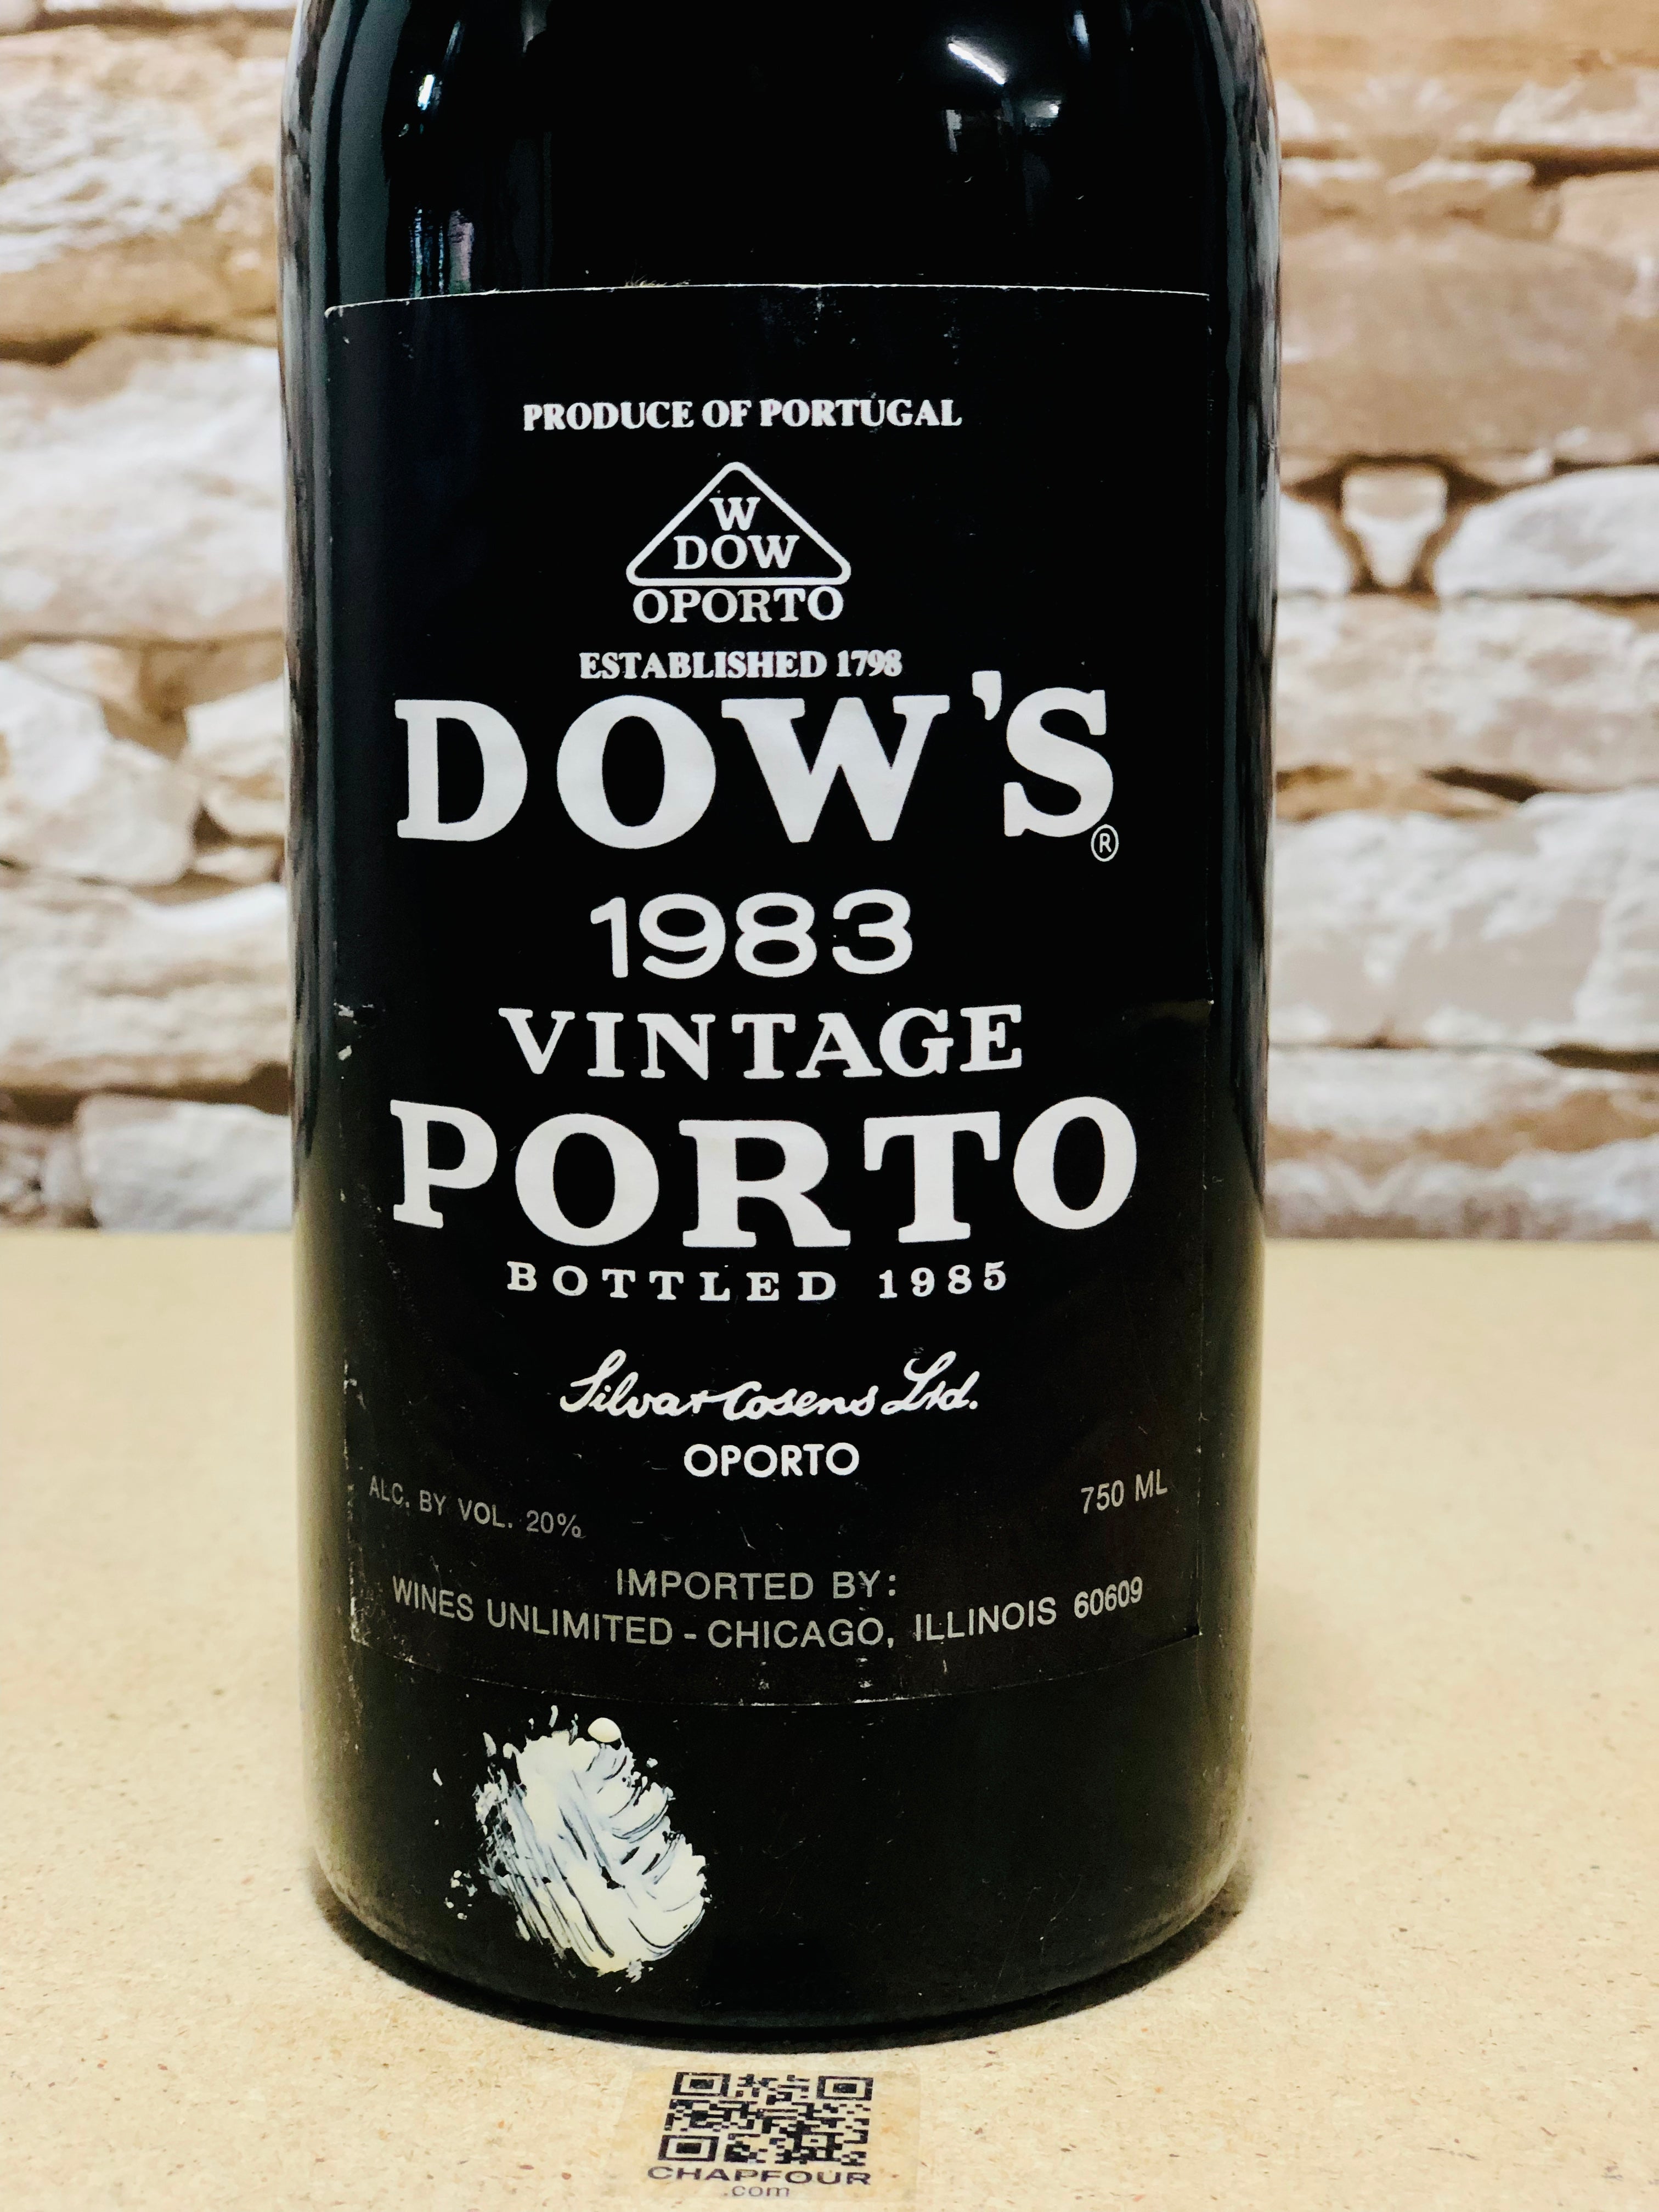 PRODUCE OF PORTUGAL
W
DOW
OPORTO
ESTABLISHED 1798
DOW'S®
1983
VINTAGE
PORTO
BOTTLED 1985
Silva & Cosens Ltd.
OPORTO
ALC. BY VOL. 20% 750 ML
IMPORTED BY:
WINES UNLIMITED - CHICAGO, ILLINOIS 60609
CHAPFOUR
.com